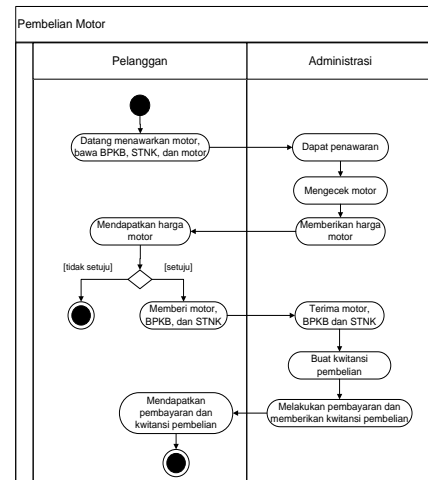 Pembelian Motor
Pelanggan
Administrasi
Datang menawarkan motor,
bawa BPKB, STNK, dan motor
Dapat penawaran
Mengecek motor
Mendapatkan harga
motor
Memberikan harga
motor
[tidak setuju]
[setuju]
Memberi motor,
BPKB, dan STNK
Terima motor,
BPKB dan STNK
Buat kwitansi
pembelian
Mendapatkan
pembayaran dan
kwitansi pembelian
Melakukan pembayaran dan
memberikan kwitansi pembelian